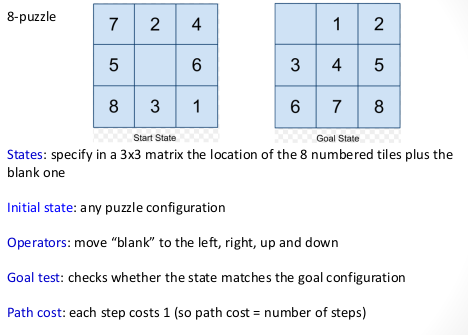 8-puzzle
7 2 4
5 6
8 3 1
Start State
1 2
3 4 5
6 7 8
Goal State
States: specify in a 3x3 matrix the location of the 8 numbered tiles plus the
blank one
Initial state: any puzzle configuration
Operators: move “blank” to the left, right, up and down
Goal test: checks whether the state matches the goal configuration
Path cost: each step costs 1 (so path cost = number of steps)